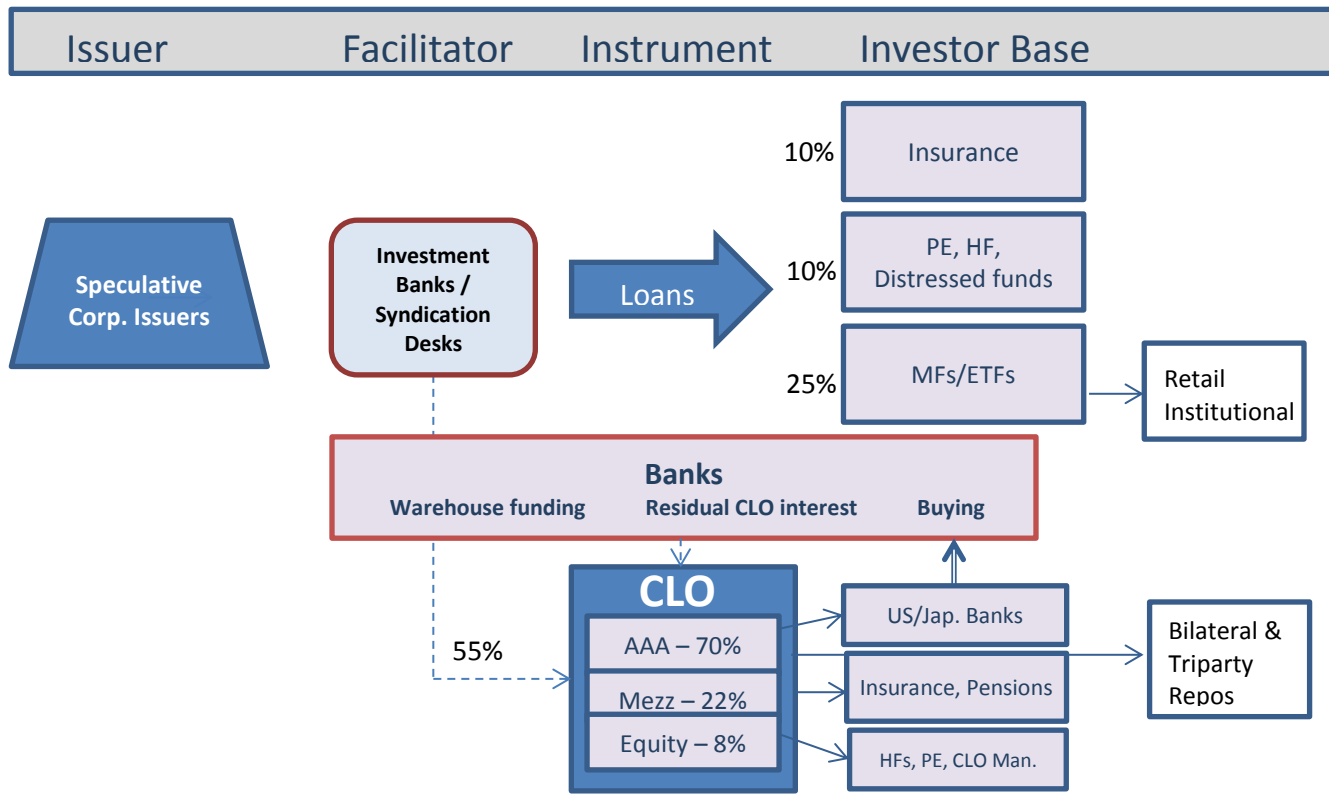 Issuer Facilitator Instrument Investor Base
10%
Insurance
Speculative
Corp. Issuers
Investment
Banks /
Syndication
Desks
Loans
10%
PE, HF,
Distressed funds
25%
MFs/ETFs
Retail
Institutional
Banks
Warehouse funding Residual CLO interest Buying
55%
CLO
AAA – 70%
Mezz – 22%
Equity – 8%
US/Jap. Banks
Insurance, Pensions
HFs, PE, CLO Man.
Bilateral &
Triparty
Repos